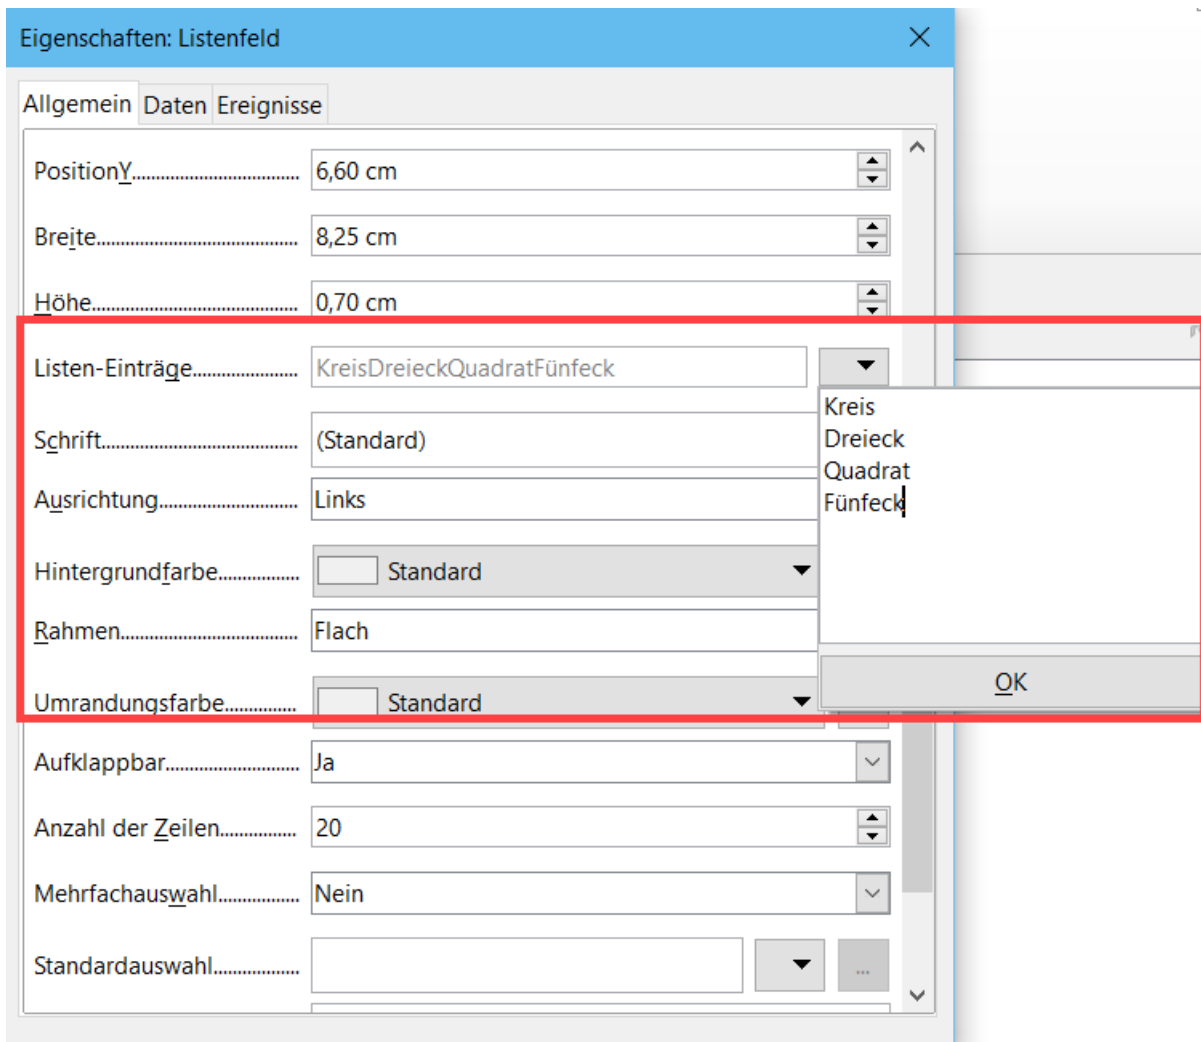 Eigenschaften: Listenfeld
Allgemein Daten Ereignisse
PositionY................................. 6,60 cm
Breite........................................ 8,25 cm
Höhe......................................... 0,70 cm
Listen-Einträge..................... KreisDreieckQuadratFünfeck
Kreis
Dreieck
Quadrat
Fünfeck
OK
Schrift....................................... (Standard)
Ausrichtung............................ Links
Hintergrundfarbe................ Standard
Rahmen................................... Flach
Umrandungsfarbe.............. Standard
Aufklappbar........................... Ja
Anzahl der Zeilen............... 20
Mehrfachauswahl................ Nein
Standardauswahl................. ...